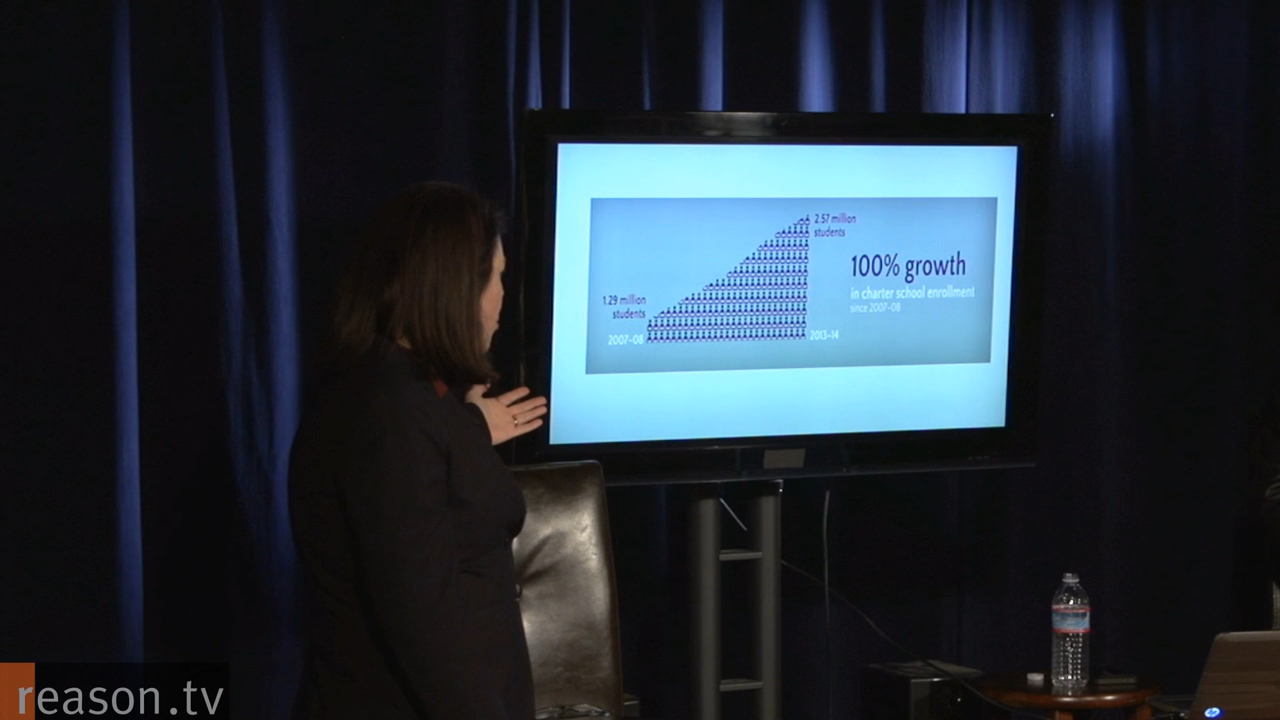 2.57 million
students
100% growth
in charter school enrollment
since 2007-08
1.29 million
students
2007-08
2013-14
reason.tv